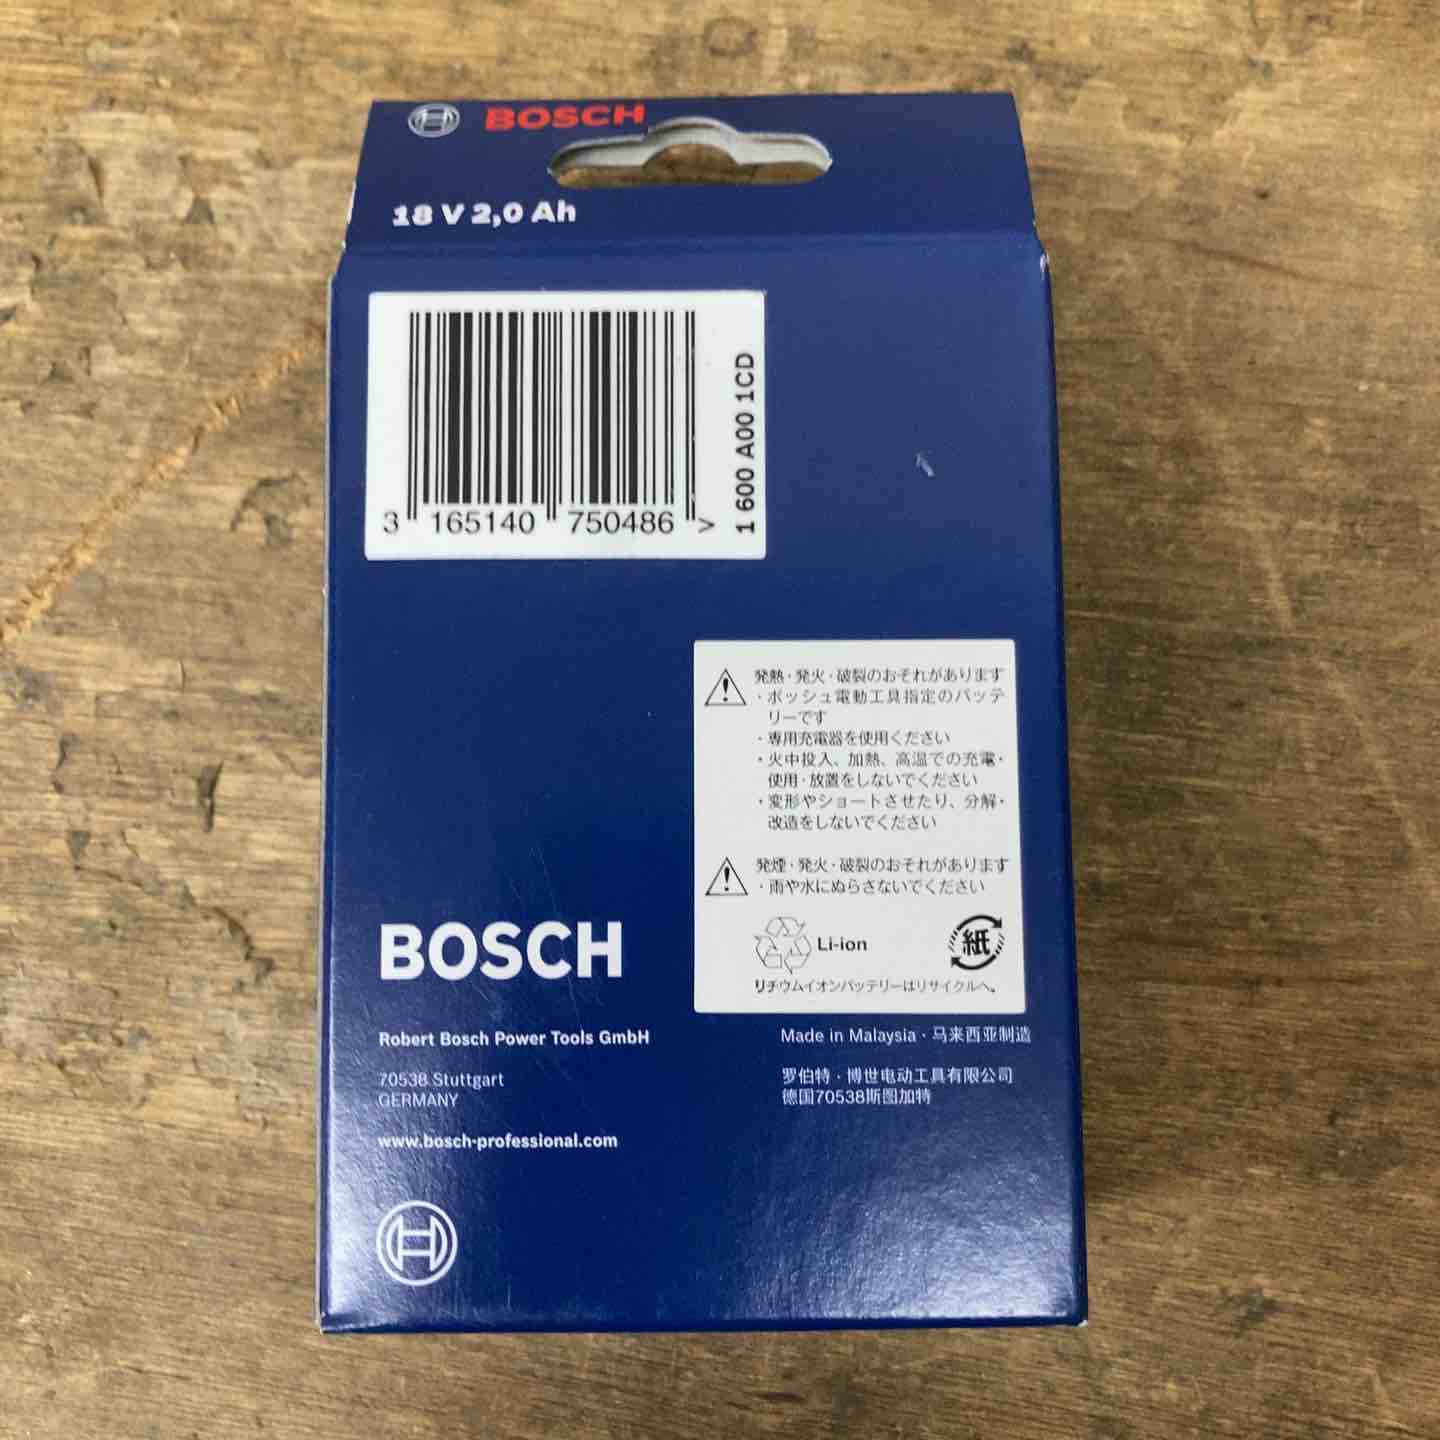 BOSCH
18 V 2,0 Ah
3 165140 750486 >
1 600 A00 1CD
発熱・発火・破裂のおそれがあります
・ボッシュ電動工具指定のバッテ
リーです
・専用充電器を使用ください
・火中投入、加熱、高温での充電・
使用・放置をしないでください
・変形やショートさせたり、分解・
改造をしないでください
発煙・発火・破裂のおそれがあります
・雨や水にぬらさないでください
Li-ion
紙
リチウムイオンバッテリーはリサイクルへ。
BOSCH
Robert Bosch Power Tools GmbH
70538 Stuttgart
GERMANY
www.bosch-professional.com
Made in Malaysia · 马来西亚制造
罗伯特・博世电动工具有限公司
德国70538斯图加特